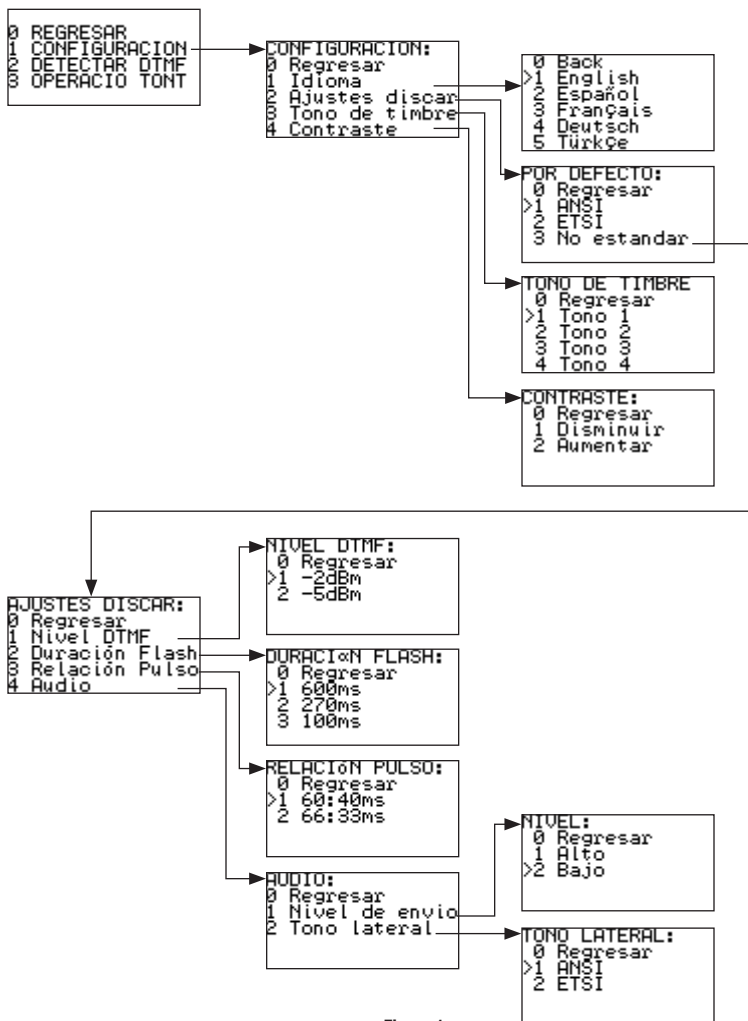 0 REGRESAR
1 CONFIGURACION
2 DETECTAR DTMF
3 OPERACIO TONT
CONFIGURACION:
0 Regresar
1 Idioma
2 Ajustes discar
3 Tono de timbre
4 Contraste
0 Back
>1 English
2 Español
3 Français
4 Deutsch
5 Türkçe
POR DEFECTO:
0 Regresar
>1 ANSI
2 ETSI
3 No estandar
TONO DE TIMBRE
0 Regresar
>1 Tono 1
2 Tono 2
3 Tono 3
4 Tono 4
CONTRASTE:
0 Regresar
1 Disminuir
2 Aumentar
AJUSTES DISCAR:
0 Regresar
1 Nivel DTMF
2 Duración Flash
3 Relación Pulso
4 Audio
NIVEL DTMF:
0 Regresar
>1 -2dBm
2 -5dBm
DURACI«N FLASH:
0 Regresar
>1 600ms
2 270ms
3 100ms
RELACIóN PULSO:
0 Regresar
>1 60:40ms
2 66:33ms
AUDIO:
0 Regresar
1 Nivel de envio
2 Tono lateral
NIVEL:
0 Regresar
1 Alto
>2 Bajo
TONO LATERAL:
0 Regresar
>1 ANSI
2 ETSI